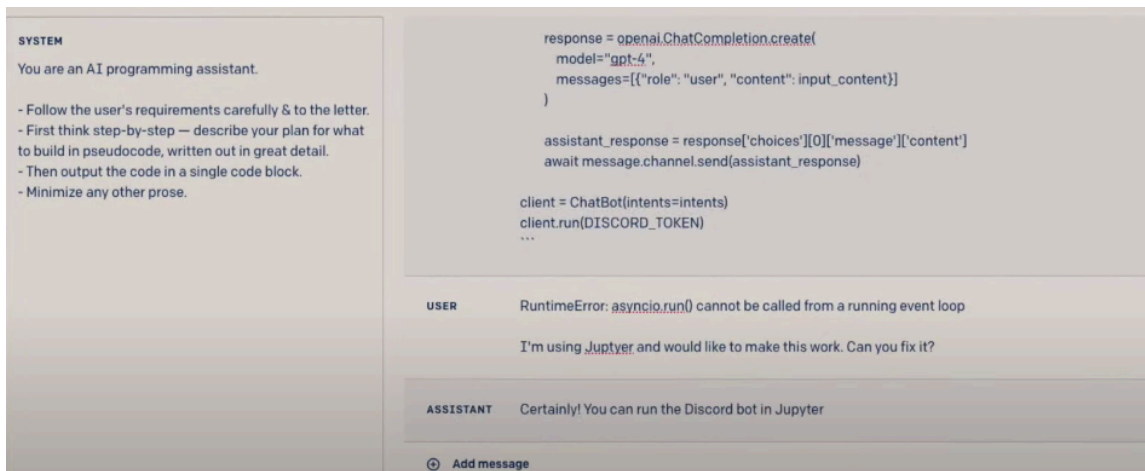 SYSTEM
You are an AI programming assistant.
- Follow the user's requirements carefully & to the letter.
- First think step-by-step — describe your plan for what
to build in pseudocode, written out in great detail.
- Then output the code in a single code block.
- Minimize any other prose.
response = openai.ChatCompletion.create(
model="gpt-4",
messages=[{"role": "user", "content": input_content}]
)
assistant_response = response['choices'][0]['message']['content']
await message.channel.send(assistant_response)
client = ChatBot(intents=intents)
client.run(DISCORD_TOKEN)
```
USER
RuntimeError: asyncio.run() cannot be called from a running event loop
I'm using Juptyer and would like to make this work. Can you fix it?
ASSISTANT
Certainly! You can run the Discord bot in Jupyter
Add message